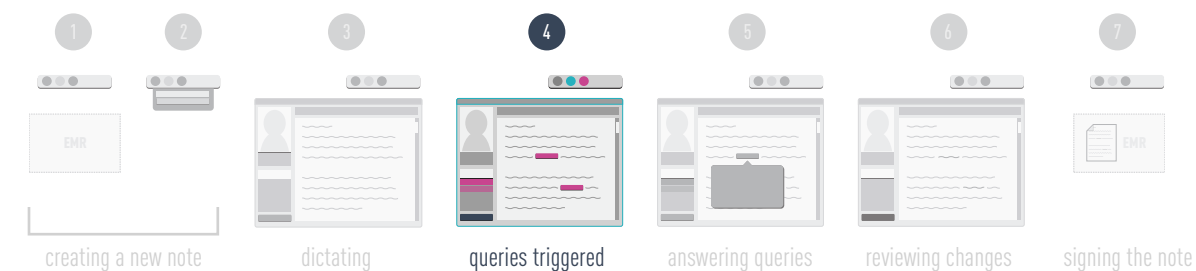 1 2 3 4 5 6 7
EMR
EMR
creating a new note
dictating
queries triggered
answering queries
reviewing changes
signing the note